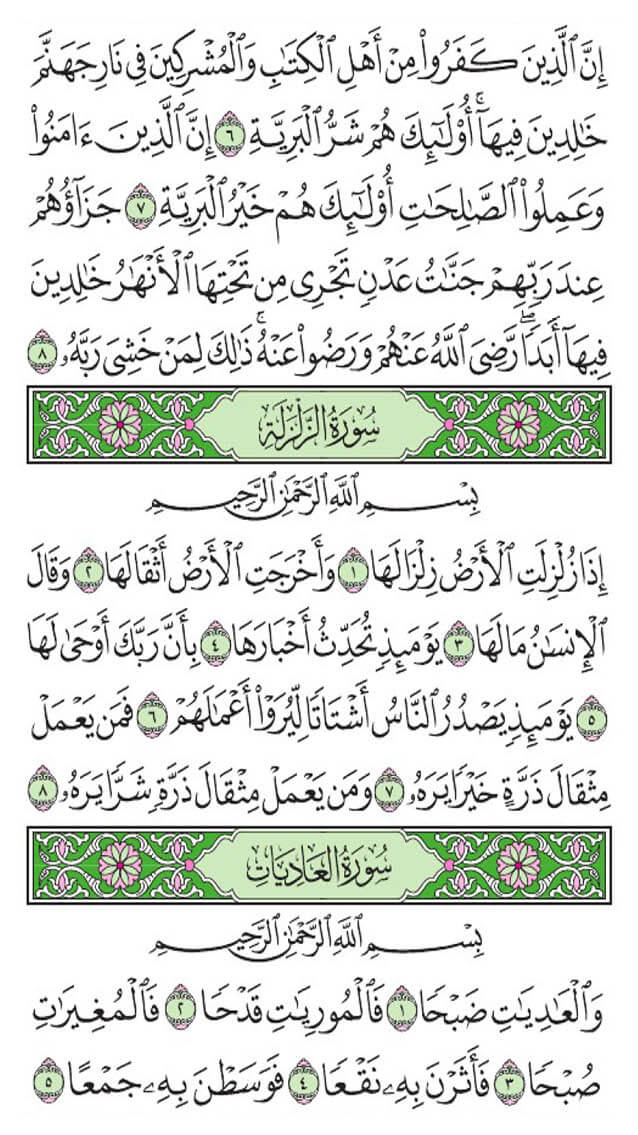 إِنَّ ٱلَّذِينَ كَفَرُواْ مِنۡ أَهۡلِ ٱلۡكِتَٰبِ وَٱلۡمُشۡرِكِينَ فِي نَارِ جَهَنَّمَ
خَٰلِدِينَ فِيهَآۚ أُوْلَٰٓئِكَ هُمۡ شَرُّ ٱلۡبَرِيَّةِ ٦ إِنَّ ٱلَّذِينَ ءَامَنُواْ
وَعَمِلُواْ ٱلصَّٰلِحَٰتِ أُوْلَٰٓئِكَ هُمۡ خَيۡرُ ٱلۡبَرِيَّةِ ٧ جَزَآؤُهُمۡ
عِندَ رَبِّهِمۡ جَنَّٰتُ عَدۡنٖ تَجۡرِي مِن تَحۡتِهَا ٱلۡأَنۡهَٰرُ خَٰلِدِينَ
فِيهَآ أَبَدٗاۖ رَّضِيَ ٱللَّهُ عَنۡهُمۡ وَرَضُواْ عَنۡهُۚ ذَٰلِكَ لِمَنۡ خَشِيَ رَبَّهُۥ ٨
سُورَةُ الزَّلْزَلَةِ
بِسۡمِ ٱللَّهِ ٱلرَّحۡمَٰنِ ٱلرَّحِيمِ
إِذَا زُلۡزِلَتِ ٱلۡأَرۡضُ زِلۡزَالَهَا ١ وَأَخۡرَجَتِ ٱلۡأَرۡضُ أَثۡقَالَهَا ٢ وَقَالَ
ٱلۡإِنسَٰنُ مَا لَهَا ٣ يَوۡمَئِذٖ تُحَدِّثُ أَخۡبَارَهَا ٤ بِأَنَّ رَبَّكَ أَوۡحَىٰ لَهَا
٥ يَوۡمَئِذٖ يَصۡدُرُ ٱلنَّاسُ أَشۡتَاتٗا لِّيُرَوۡاْ أَعۡمَٰلَهُمۡ ٦ فَمَن يَعۡمَلۡ
مِثۡقَالَ ذَرَّةٍ خَيۡرٗا يَرَهُۥ ٧ وَمَن يَعۡمَلۡ مِثۡقَالَ ذَرَّةٖ شَرّٗا يَرَهُۥ ٨
سُورَةُ العَادِيَاتِ
بِسۡمِ ٱللَّهِ ٱلرَّحۡمَٰنِ ٱلرَّحِيمِ
وَٱلۡعَٰدِيَٰتِ ضَبۡحٗا ١ فَٱلۡمُورِيَٰتِ قَدۡحٗا ٢ فَٱلۡمُغِيرَٰتِ
صُبۡحٗا ٣ فَأَثَرۡنَ بِهِۦ نَقۡعٗا ٤ فَوَسَطۡنَ بِهِۦ جَمۡعًا ٥